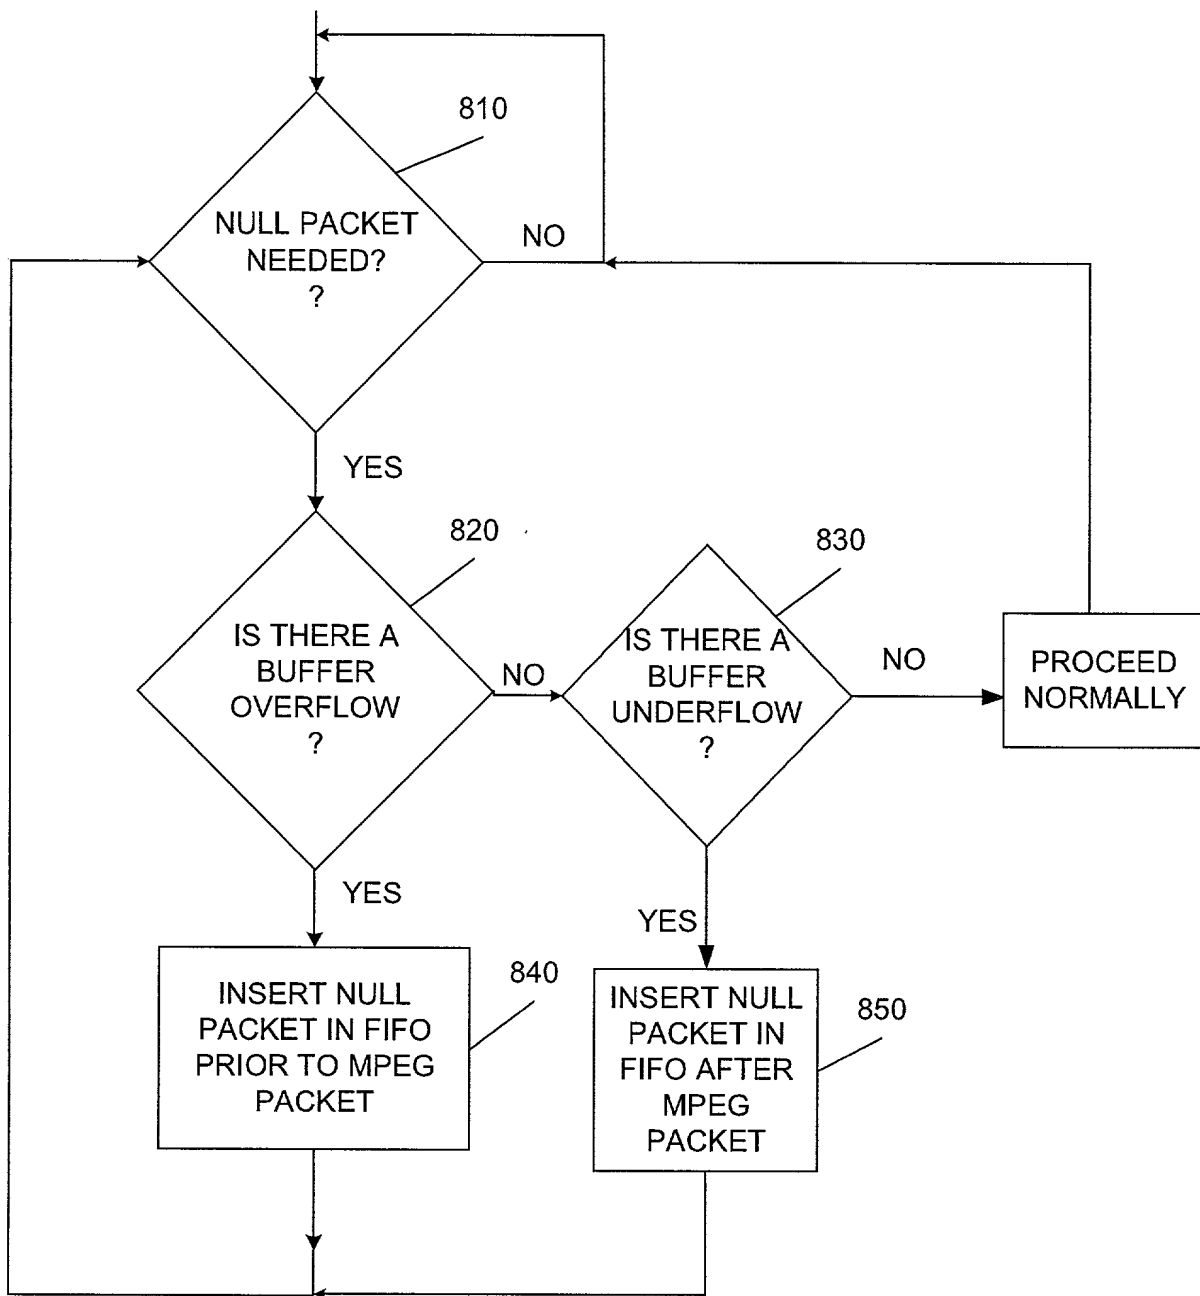 810
NULL PACKET
NEEDED?
?
NO
YES
820
IS THERE A
BUFFER
OVERFLOW
?
NO
830
IS THERE A
BUFFER
UNDERFLOW
?
NO
PROCEED
NORMALLY
YES
YES
INSERT NULL
PACKET IN FIFO
PRIOR TO MPEG
PACKET
840
INSERT NULL
PACKET IN
FIFO AFTER
MPEG
PACKET
850